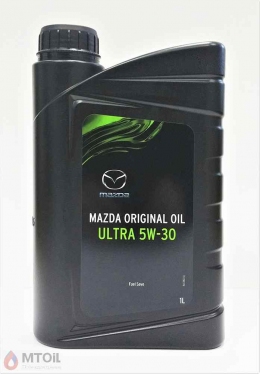 mazda
MAZDA ORIGINAL OIL
ULTRA 5W-30
Fuel Save
1L
MTOIL